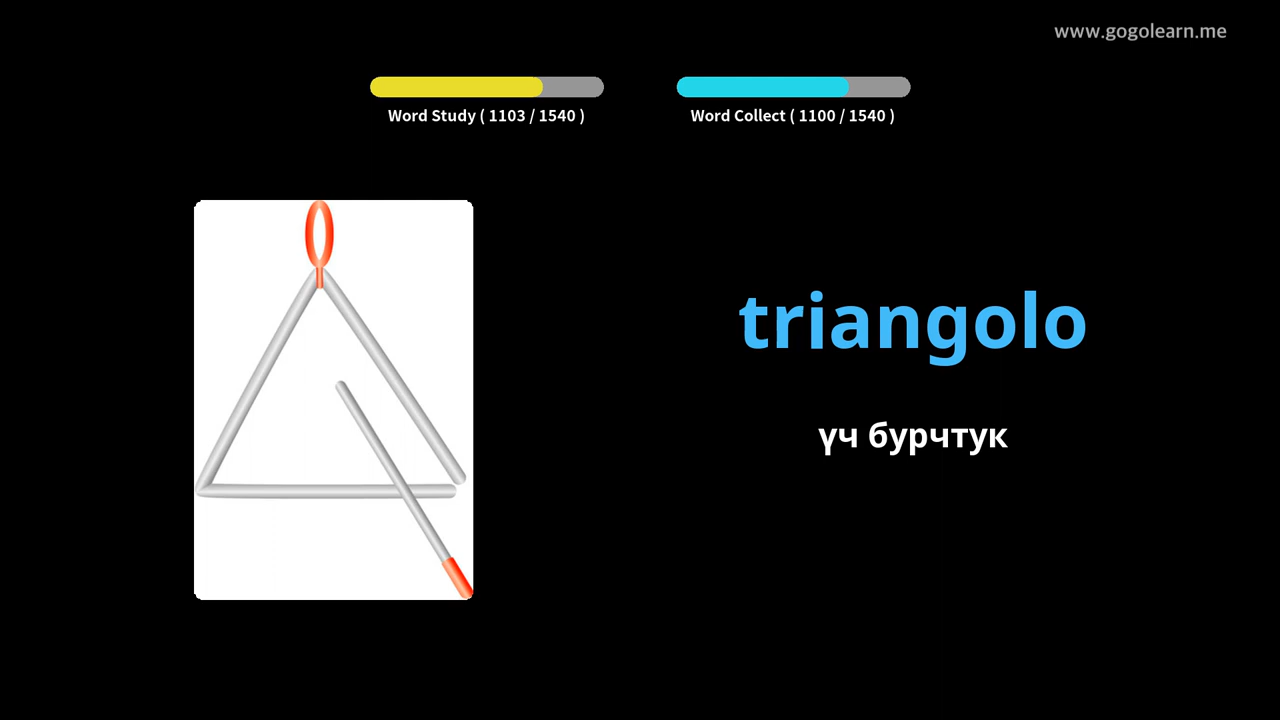 www.gogolearn.me
Word Study ( 1103 / 1540 )
Word Collect ( 1100 / 1540 )
triangolo
үч бурчтук